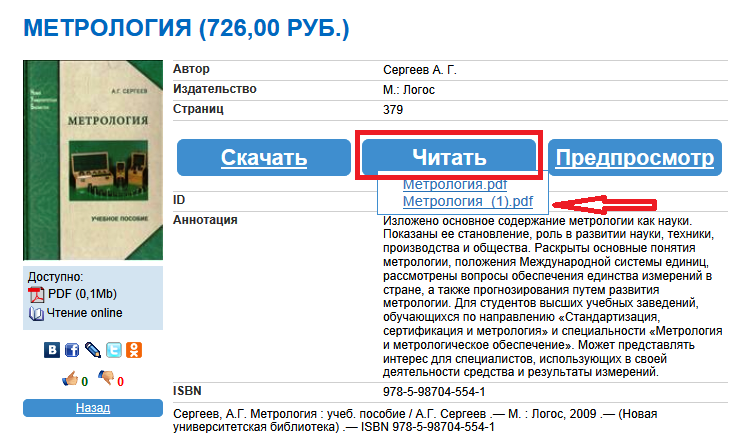 МЕТРОЛОГИЯ (726,00 РУБ.)
А.Г. СЕРГЕЕВ
МЕТРОЛОГИЯ
УЧЕБНОЕ ПОСОБИЕ
Автор Сергеев А. Г.
Издательство М.: Логос
Страниц 379
Скачать Читать Предпросмотр
Метрология.pdf
Метрология_(1).pdf
ID
Аннотация
Изложено основное содержание метрологии как науки.
Показаны ее становление, роль в развитии науки, техники,
производства и общества. Раскрыты основные понятия
метрологии, положения Международной системы единиц,
рассмотрены вопросы обеспечения единства измерений в
стране, а также прогнозирования путем развития
метрологии. Для студентов высших учебных заведений,
обучающихся по направлению «Стандартизация,
сертификация и метрология» и специальности «Метрология
и метрологическое обеспечение». Может представлять
интерес для специалистов, использующих в своей
деятельности средства и результаты измерений.
Доступно:
PDF (0,1Mb)
Чтение online
0 0
Назад
ISBN 978-5-98704-554-1
Сергеев, А.Г. Метрология : учеб. пособие / А.Г. Сергеев .— М. : Логос, 2009 .— (Новая
университетская библиотека) .— ISBN 978-5-98704-554-1